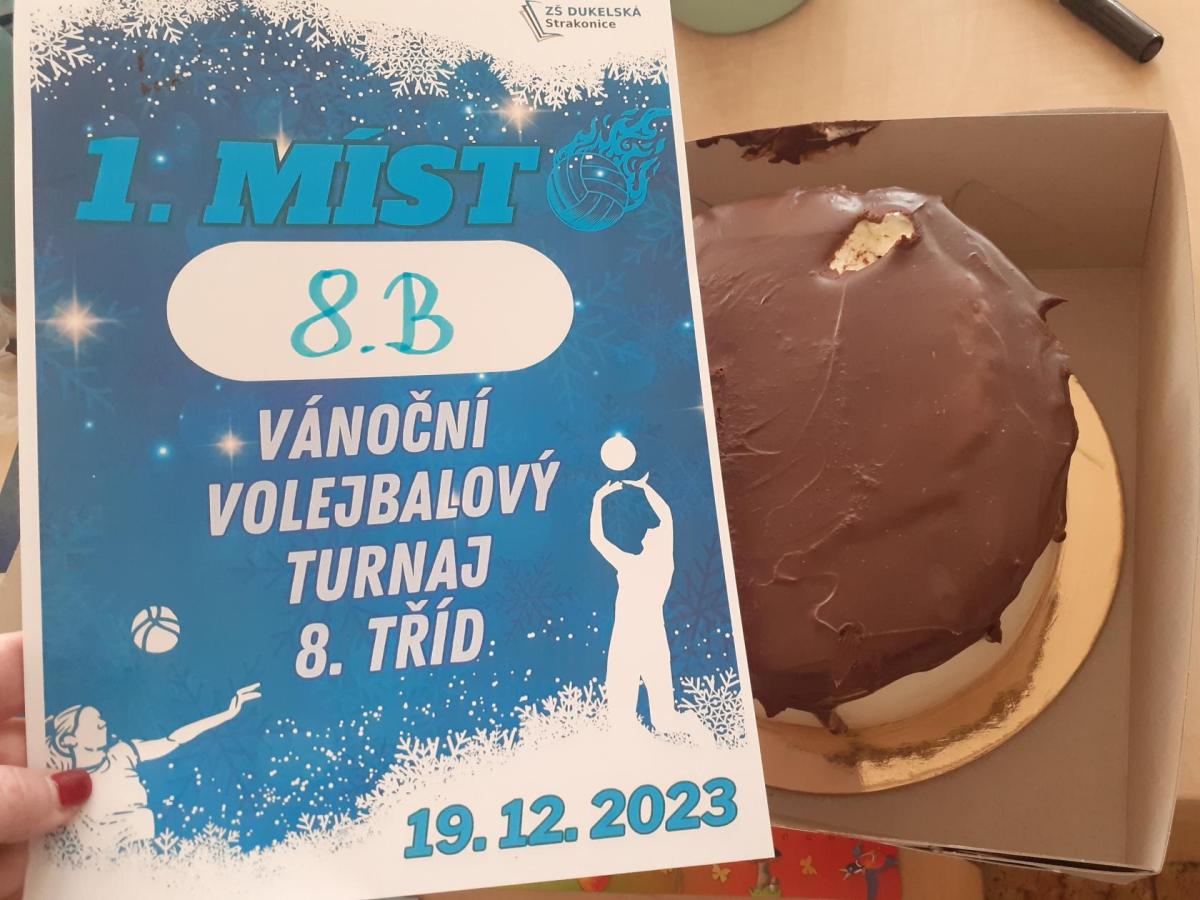 ZŠ DUKELSKÁ
Strakonice
1. MÍST
8.B
VÁNOČNÍ
VOLEJBALOVÝ
TURNAJ
8. TŘÍD
19. 12. 2023